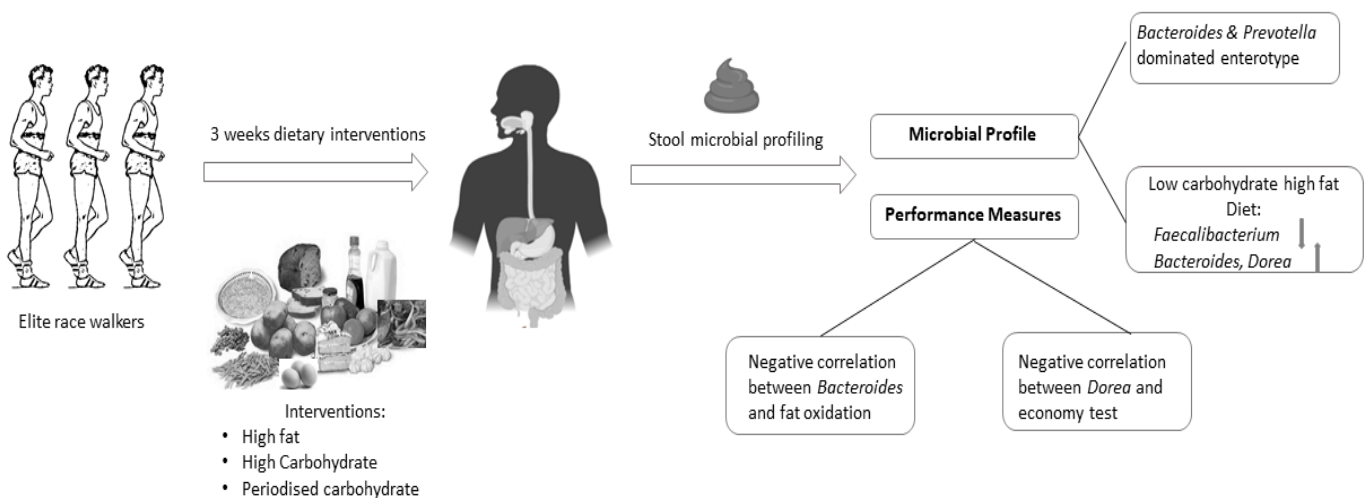 Elite race walkers
3 weeks dietary interventions
Interventions:
• High fat
• High Carbohydrate
• Periodised carbohydrate
Stool microbial profiling
Microbial Profile
Performance Measures
Bacteroides & Prevotella
dominated enterotype
Low carbohydrate high fat
Diet:
Faecalibacterium
Bacteroides, Dorea
Negative correlation
between Bacteroides
and fat oxidation
Negative correlation
between Dorea and
economy test